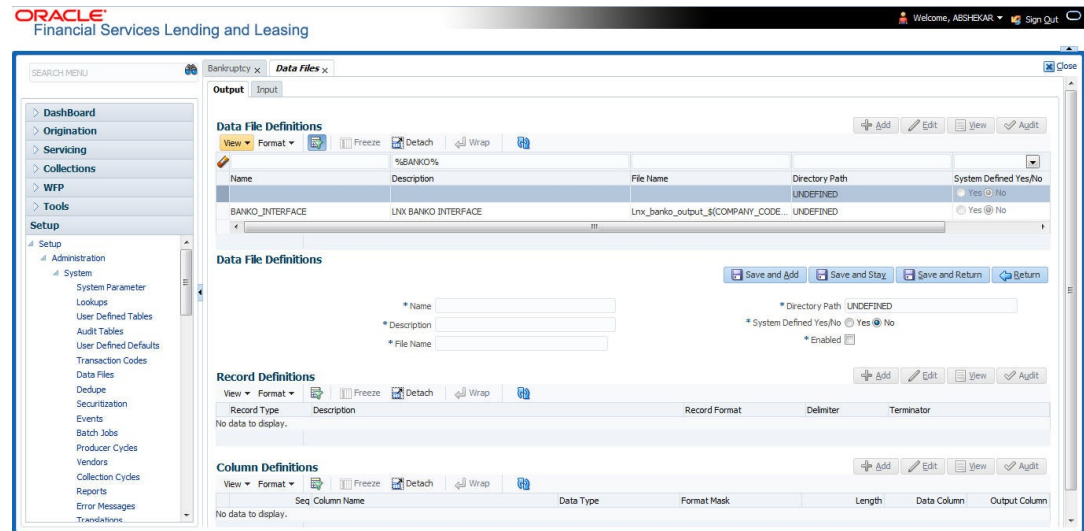 ORACLE®
Financial Services Lending and Leasing
Welcome, ABSHEKAR Sign Out
SEARCH MENU
Bankruptcy x Data Files x
Close
Output Input
DashBoard
Origination
Servicing
Collections
WFP
Tools
Setup
Setup
Administration
System
System Parameter
Lookups
User Defined Tables
Audit Tables
User Defined Defaults
Transaction Codes
Data Files
Dedupe
Securitization
Events
Batch Jobs
Producer Cycles
Vendors
Collection Cycles
Reports
Error Messages
Translations
Data File Definitions
Add Edit View Audit
View Format Freeze Detach Wrap
%BANKO%
Name Description File Name Directory Path System Defined Yes/No
UNDEFINED Yes No
BANKO_INTERFACE LNX BANKO INTERFACE Lnx_banko_output_$(COMPANY_CODE... UNDEFINED Yes No
Data File Definitions
Save and Add Save and Stay Save and Return Return
* Name
* Description
* File Name
* Directory Path UNDEFINED
* System Defined Yes/No Yes No
* Enabled
Record Definitions
Add Edit View Audit
View Format Freeze Detach Wrap
Record Type Description Record Format Delimiter Terminator
No data to display.
Column Definitions
Add Edit View Audit
View Format Freeze Detach Wrap
Seq Column Name Data Type Format Mask Length Data Column Output Column
No data to display.